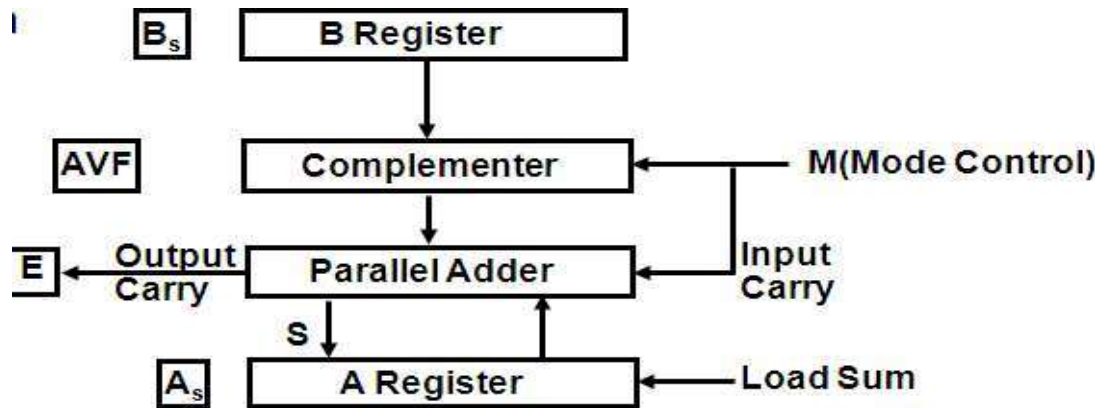 Bs B Register
AVF Complementer M(Mode Control)
E Output Carry Parallel Adder Input Carry
S
As A Register Load Sum